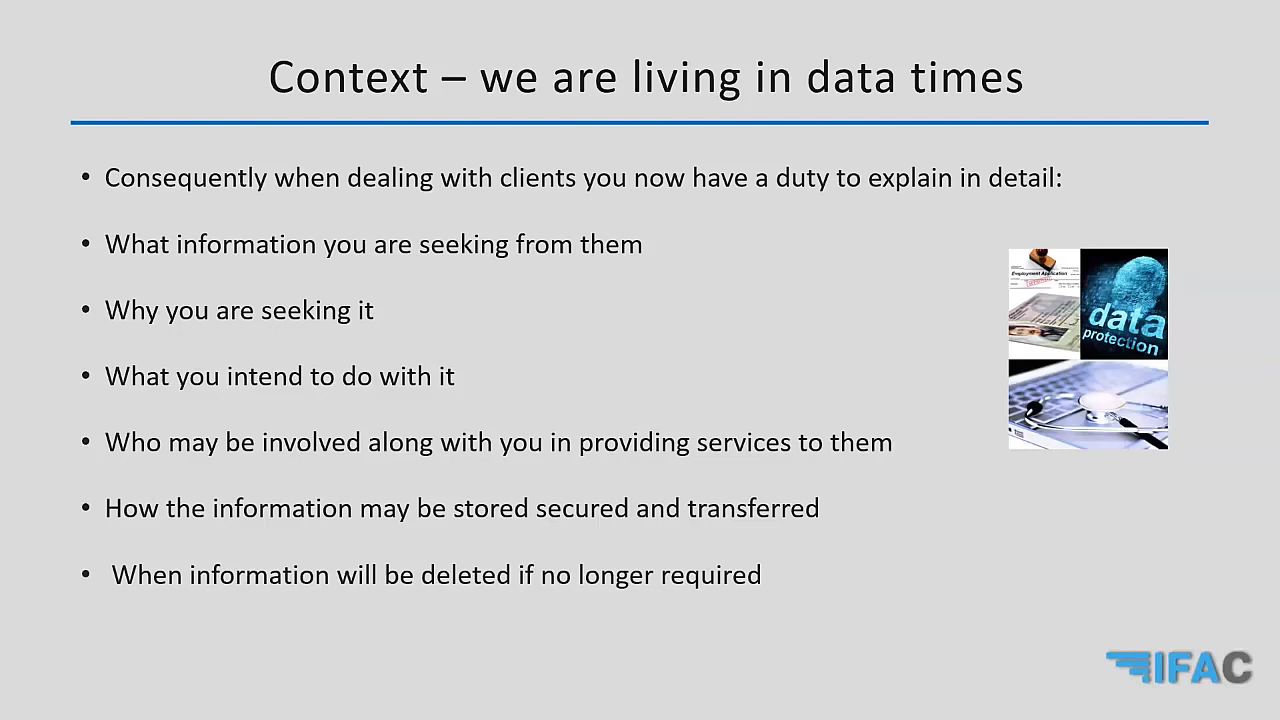 Context – we are living in data times
• Consequently when dealing with clients you now have a duty to explain in detail:
• What information you are seeking from them
• Why you are seeking it
• What you intend to do with it
• Who may be involved along with you in providing services to them
• How the information may be stored secured and transferred
• When information will be deleted if no longer required
Employment Application
data
protection
IFAC